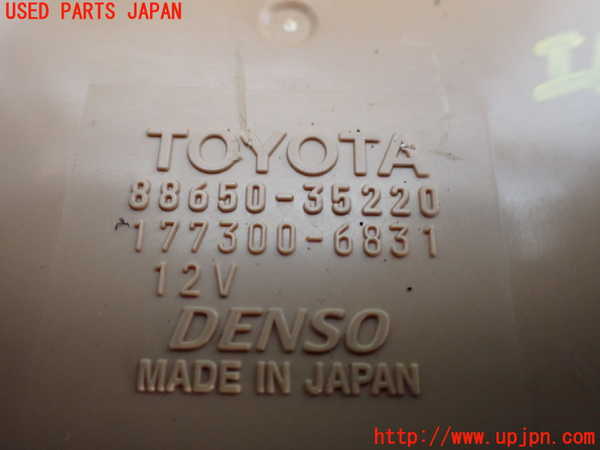 USED PARTS JAPAN
TOYOTA
88650-35220
177300-6831
12V
DENSO
MADE IN JAPAN
http://www.upjpn.com